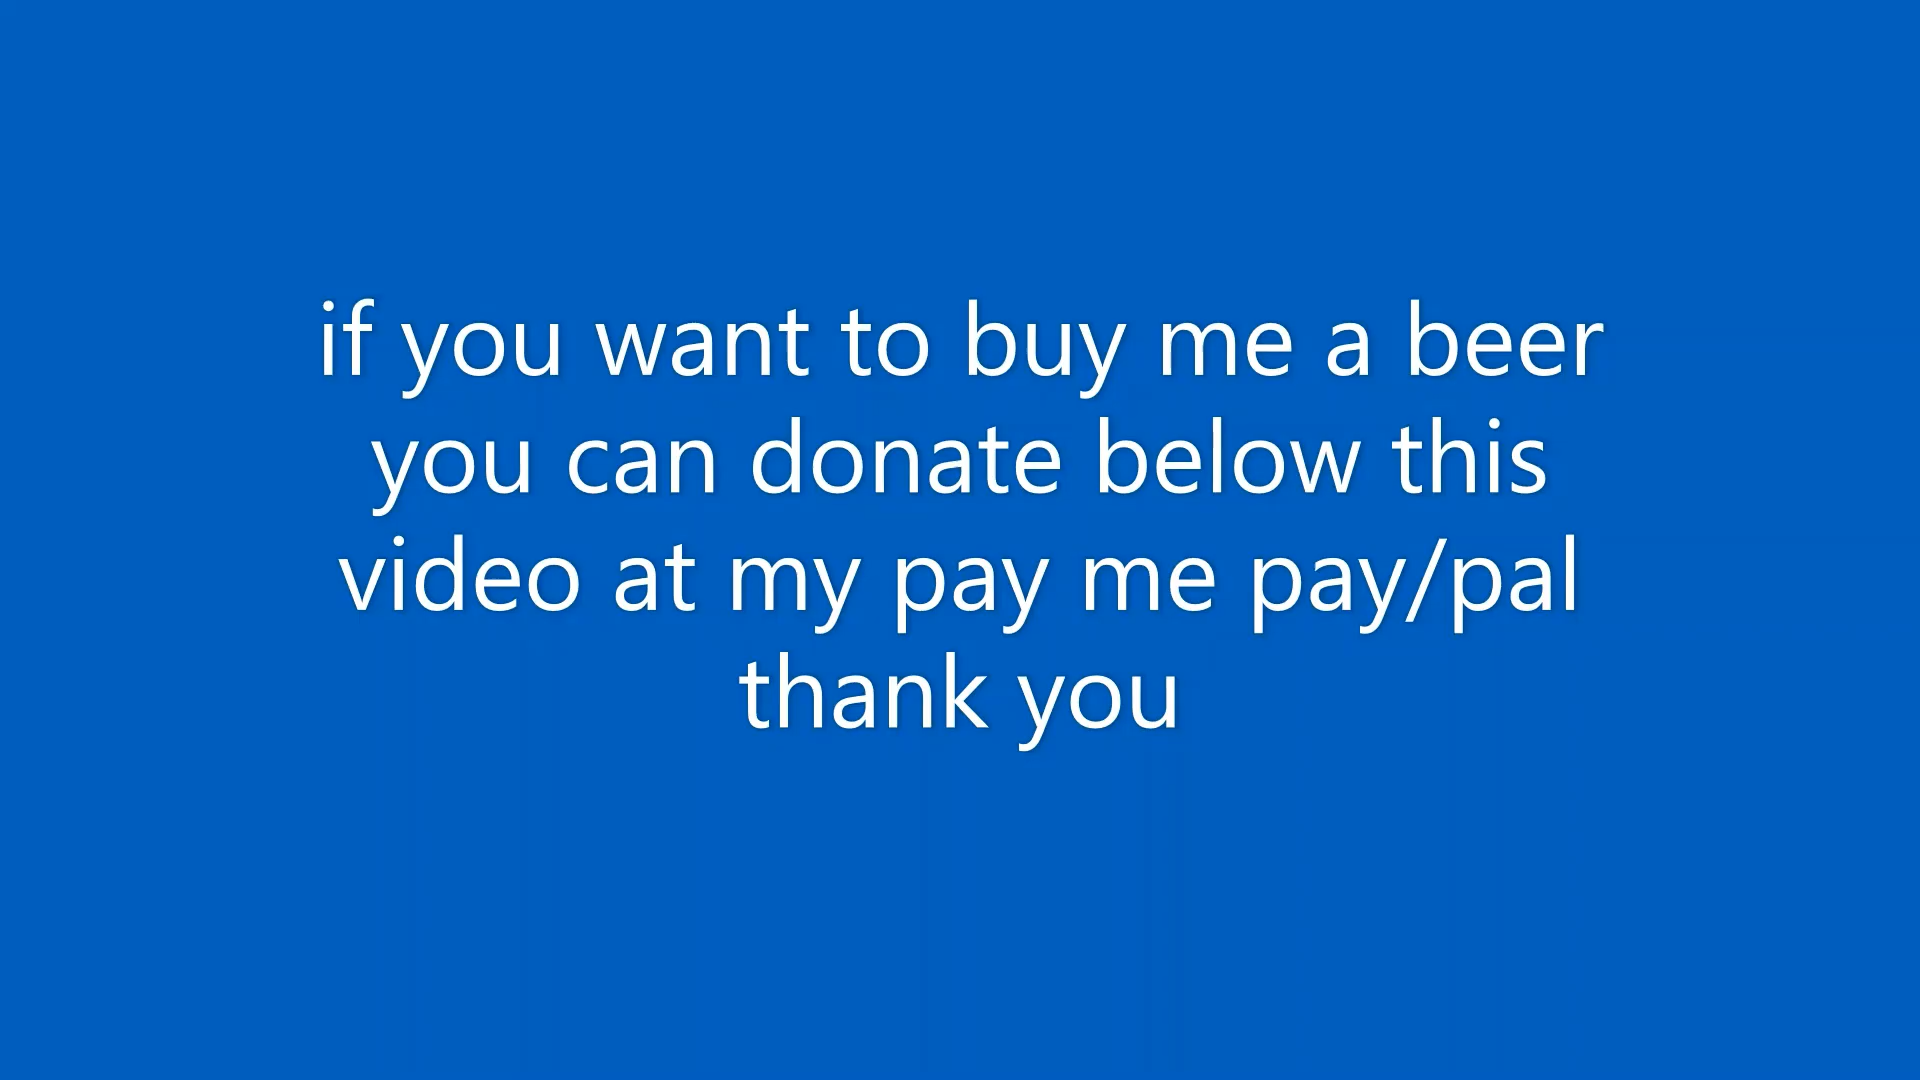 if you want to buy me a beer
you can donate below this
video at my pay me pay/pal
thank you